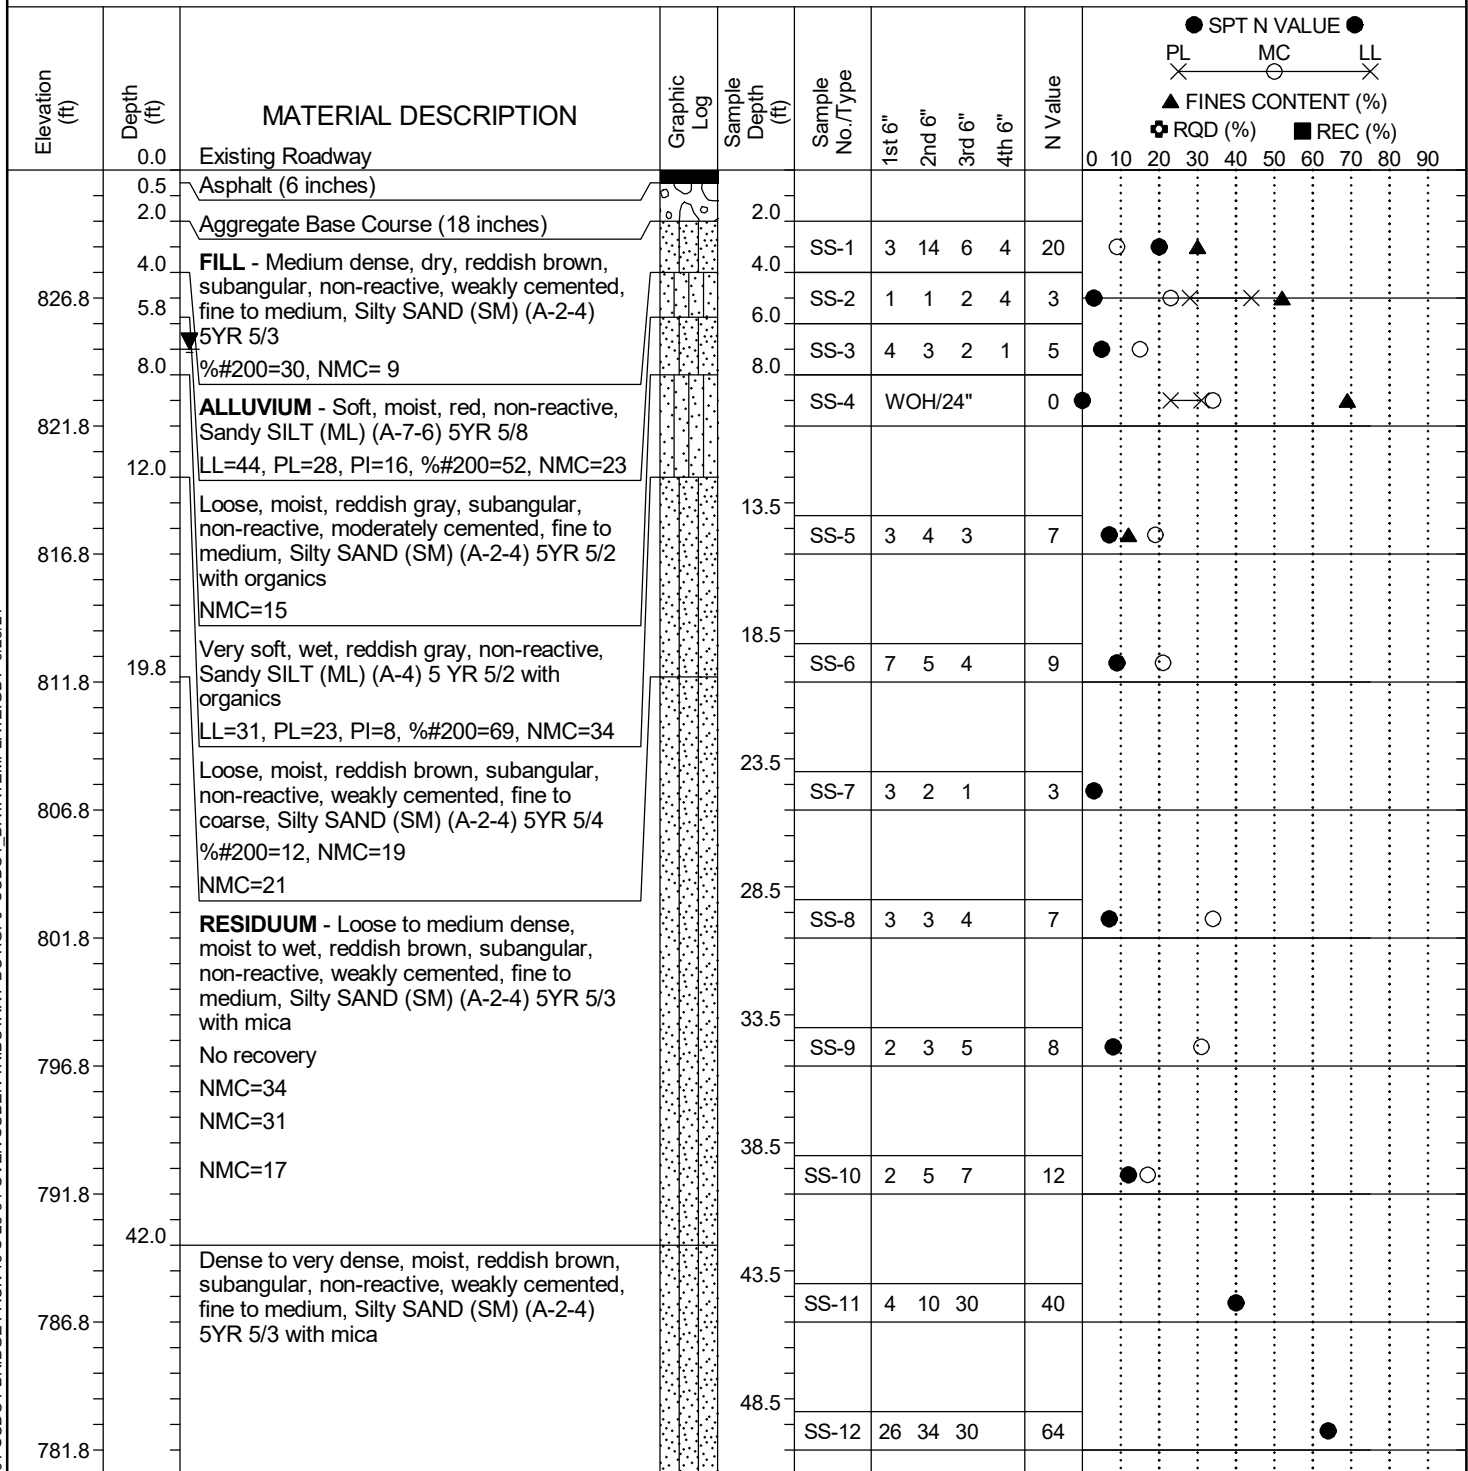 ● SPT N VALUE ●
PL MC LL
▲ FINES CONTENT (%)
RQD (%) ■ REC (%)
0 10 20 30 40 50 60 70 80 90
Elevation (ft)
Depth (ft)
MATERIAL DESCRIPTION
Graphic Log
Sample Depth (ft)
Sample No./Type
1st 6"
2nd 6"
3rd 6"
4th 6"
N Value
0.0 Existing Roadway
0.5 Asphalt (6 inches)
2.0 Aggregate Base Course (18 inches)
4.0 FILL - Medium dense, dry, reddish brown,
subangular, non-reactive, weakly cemented,
826.8 5.8 fine to medium, Silty SAND (SM) (A-2-4)
5YR 5/3
8.0 %#200=30, NMC= 9
ALLUVIUM - Soft, moist, red, non-reactive,
821.8 Sandy SILT (ML) (A-7-6) 5YR 5/8
12.0 LL=44, PL=28, PI=16, %#200=52, NMC=23
Loose, moist, reddish gray, subangular,
non-reactive, moderately cemented, fine to
816.8 medium, Silty SAND (SM) (A-2-4) 5YR 5/2
with organics
NMC=15
Very soft, wet, reddish gray, non-reactive,
19.8 Sandy SILT (ML) (A-4) 5 YR 5/2 with
811.8 organics
LL=31, PL=23, PI=8, %#200=69, NMC=34
Loose, moist, reddish brown, subangular,
non-reactive, weakly cemented, fine to
806.8 coarse, Silty SAND (SM) (A-2-4) 5YR 5/4
%#200=12, NMC=19
NMC=21
RESIDUUM - Loose to medium dense,
801.8 moist to wet, reddish brown, subangular,
non-reactive, weakly cemented, fine to
medium, Silty SAND (SM) (A-2-4) 5YR 5/3
with mica
796.8 No recovery
NMC=34
NMC=31
NMC=17
791.8
42.0
Dense to very dense, moist, reddish brown,
subangular, non-reactive, weakly cemented,
786.8 fine to medium, Silty SAND (SM) (A-2-4)
5YR 5/3 with mica
781.8
2.0
SS-1 3 14 6 4 20
4.0
SS-2 1 1 2 4 3
6.0
SS-3 4 3 2 1 5
8.0
SS-4 WOH/24" 0
13.5
SS-5 3 4 3 7
18.5
SS-6 7 5 4 9
23.5
SS-7 3 2 1 3
28.5
SS-8 3 3 4 7
33.5
SS-9 2 3 5 8
38.5
SS-10 2 5 7 12
43.5
SS-11 4 10 30 40
48.5
SS-12 26 34 30 64